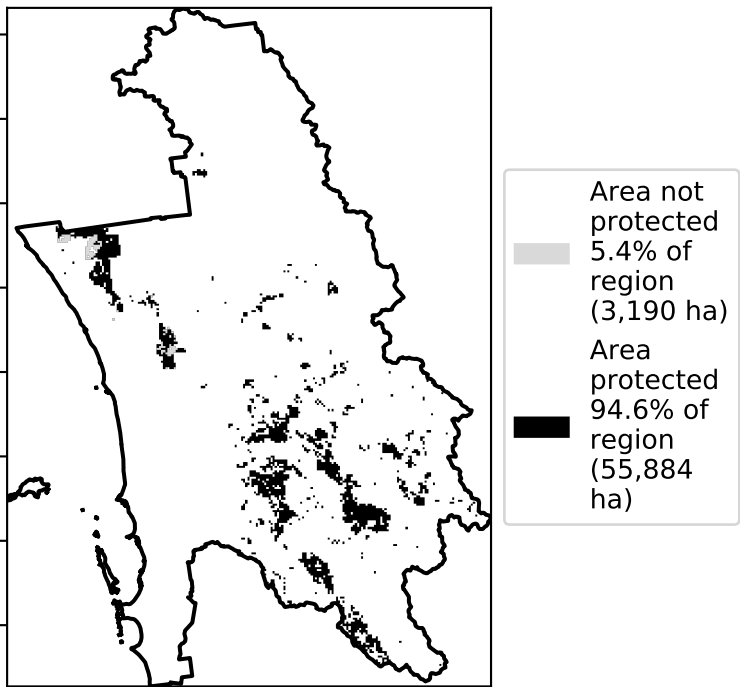 Area not
protected
5.4% of
region
(3,190 ha)
Area
protected
94.6% of
region
(55,884
ha)